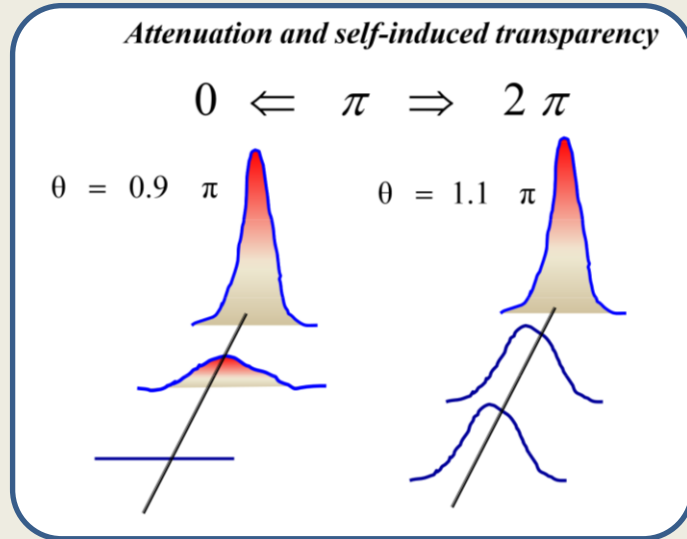 Attenuation and self-induced transparency
0 ⇐ π ⇒ 2 π
θ = 0.9 π
θ = 1.1 π